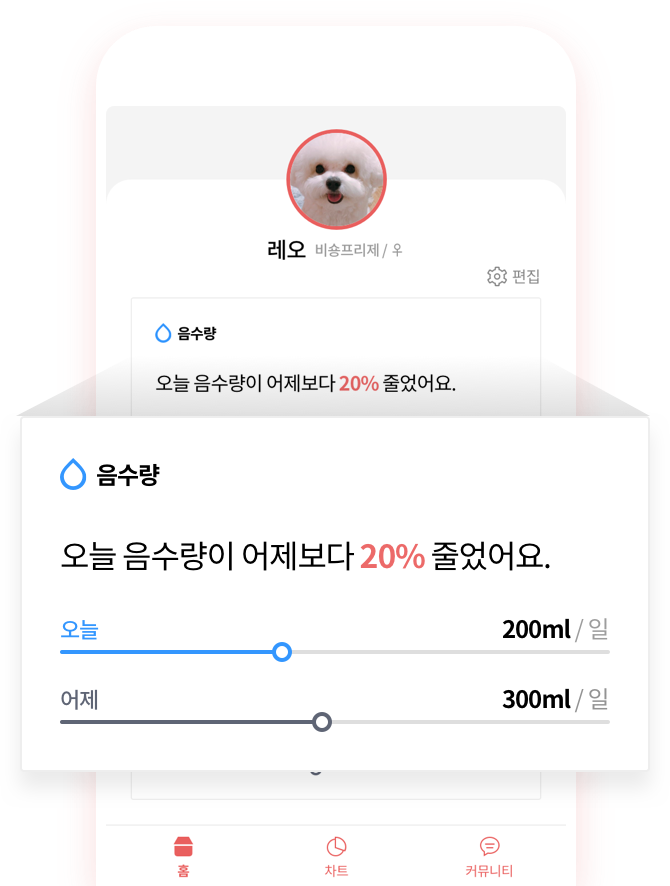 레오 비숑프리제 / 우
편집
음수량
오늘 음수량이 어제보다 20% 줄었어요.
음수량
오늘 음수량이 어제보다 20% 줄었어요.
오늘 200ml / 일
어제 300ml / 일
홈 차트 커뮤니티